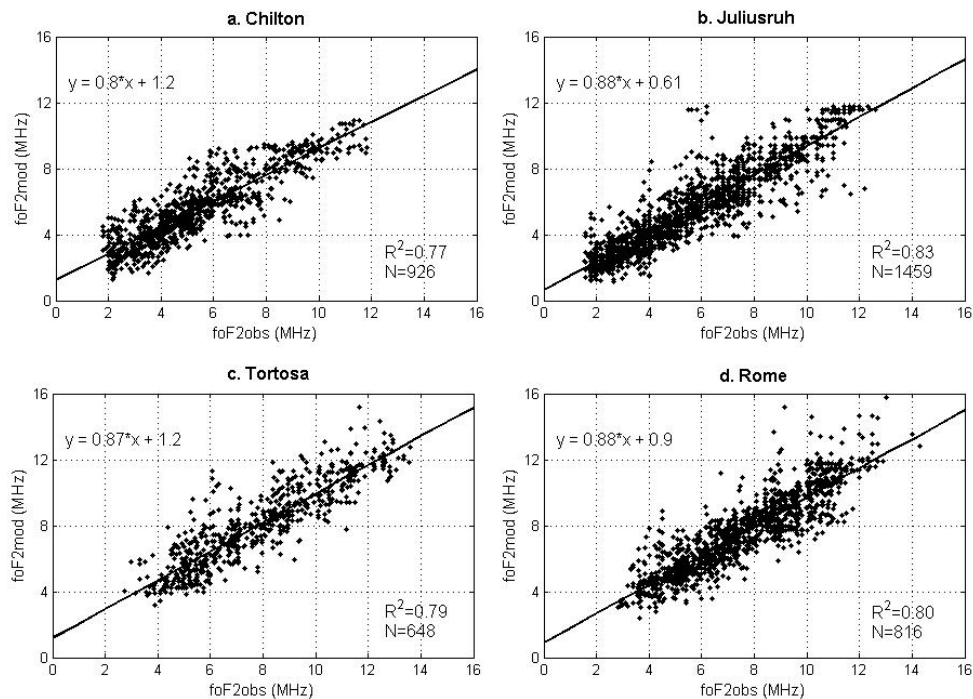 a. Chilton
16
12
8
4
0
foF2mod (MHz)
y = 0.8*x + 1.2
R²=0.77
N=926
0 2 4 6 8 10 12 14 16
foF2obs (MHz)
b. Juliusruh
16
12
8
4
0
foF2mod (MHz)
y = 0.88*x + 0.61
R²=0.83
N=1459
0 2 4 6 8 10 12 14 16
foF2obs (MHz)
c. Tortosa
16
12
8
4
0
foF2mod (MHz)
y = 0.87*x + 1.2
R²=0.79
N=648
0 2 4 6 8 10 12 14 16
foF2obs (MHz)
d. Rome
16
12
8
4
0
foF2mod (MHz)
y = 0.88*x + 0.9
R²=0.80
N=816
0 2 4 6 8 10 12 14 16
foF2obs (MHz)